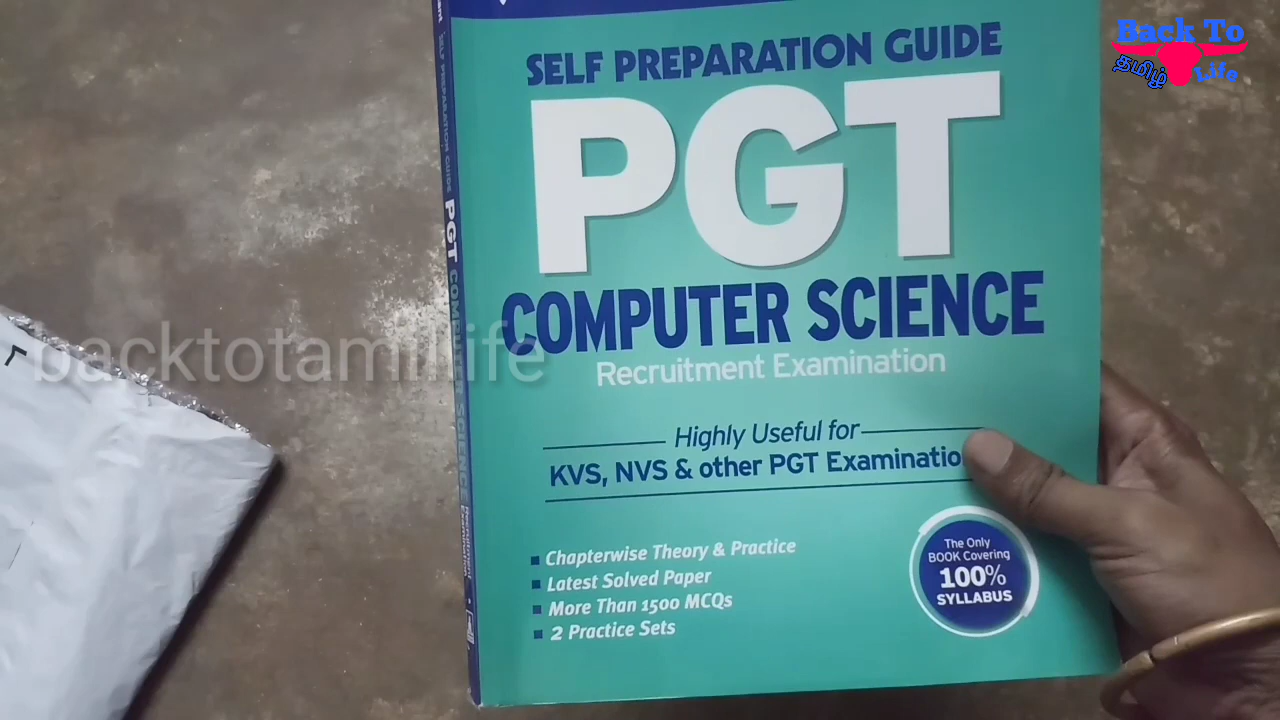 Back To
தமிழ் Life
SELF PREPARATION GUIDE
PGT
COMPUTER SCIENCE
Recruitment Examination
Highly Useful for
KVS, NVS & other PGT Examinatio
Chapterwise Theory & Practice
Latest Solved Paper
More Than 1500 MCQs
2 Practice Sets
The Only
BOOK Covering
100%
SYLLABUS
SELF PREPARATION GUIDE PGT COMPUTER SCIENCE Recruitment Examination
backtotamillife